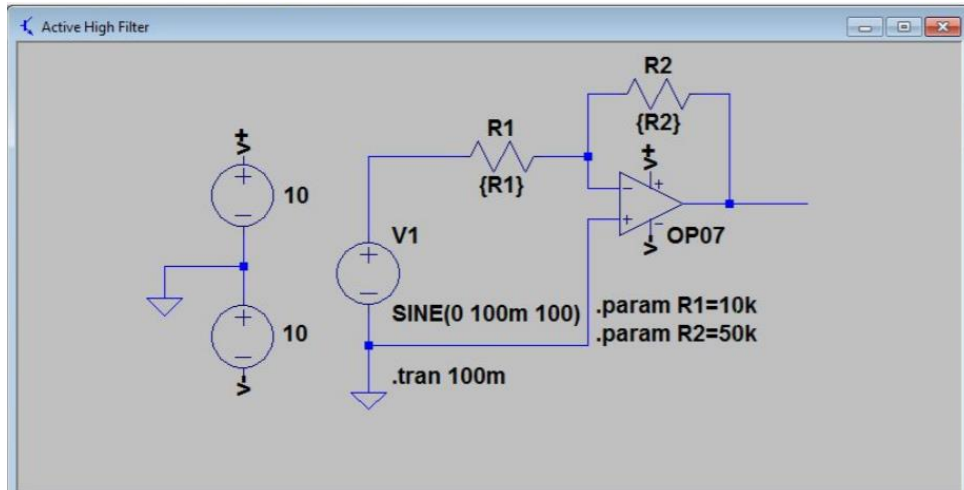 Active High Filter
V+
10
10
V-
V1
SINE(0 100m 100)
.tran 100m
R1
{R1}
R2
{R2}
V+
V-
OP07
.param R1=10k
.param R2=50k